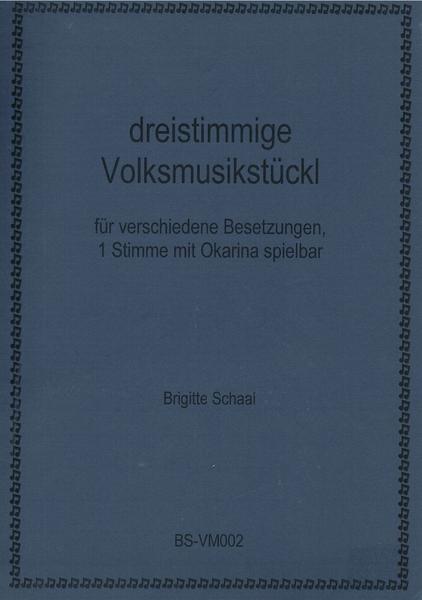 dreistimmige
Volksmusikstückl
für verschiedene Besetzungen,
1 Stimme mit Okarina spielbar
Brigitte Schaal
BS-VM002